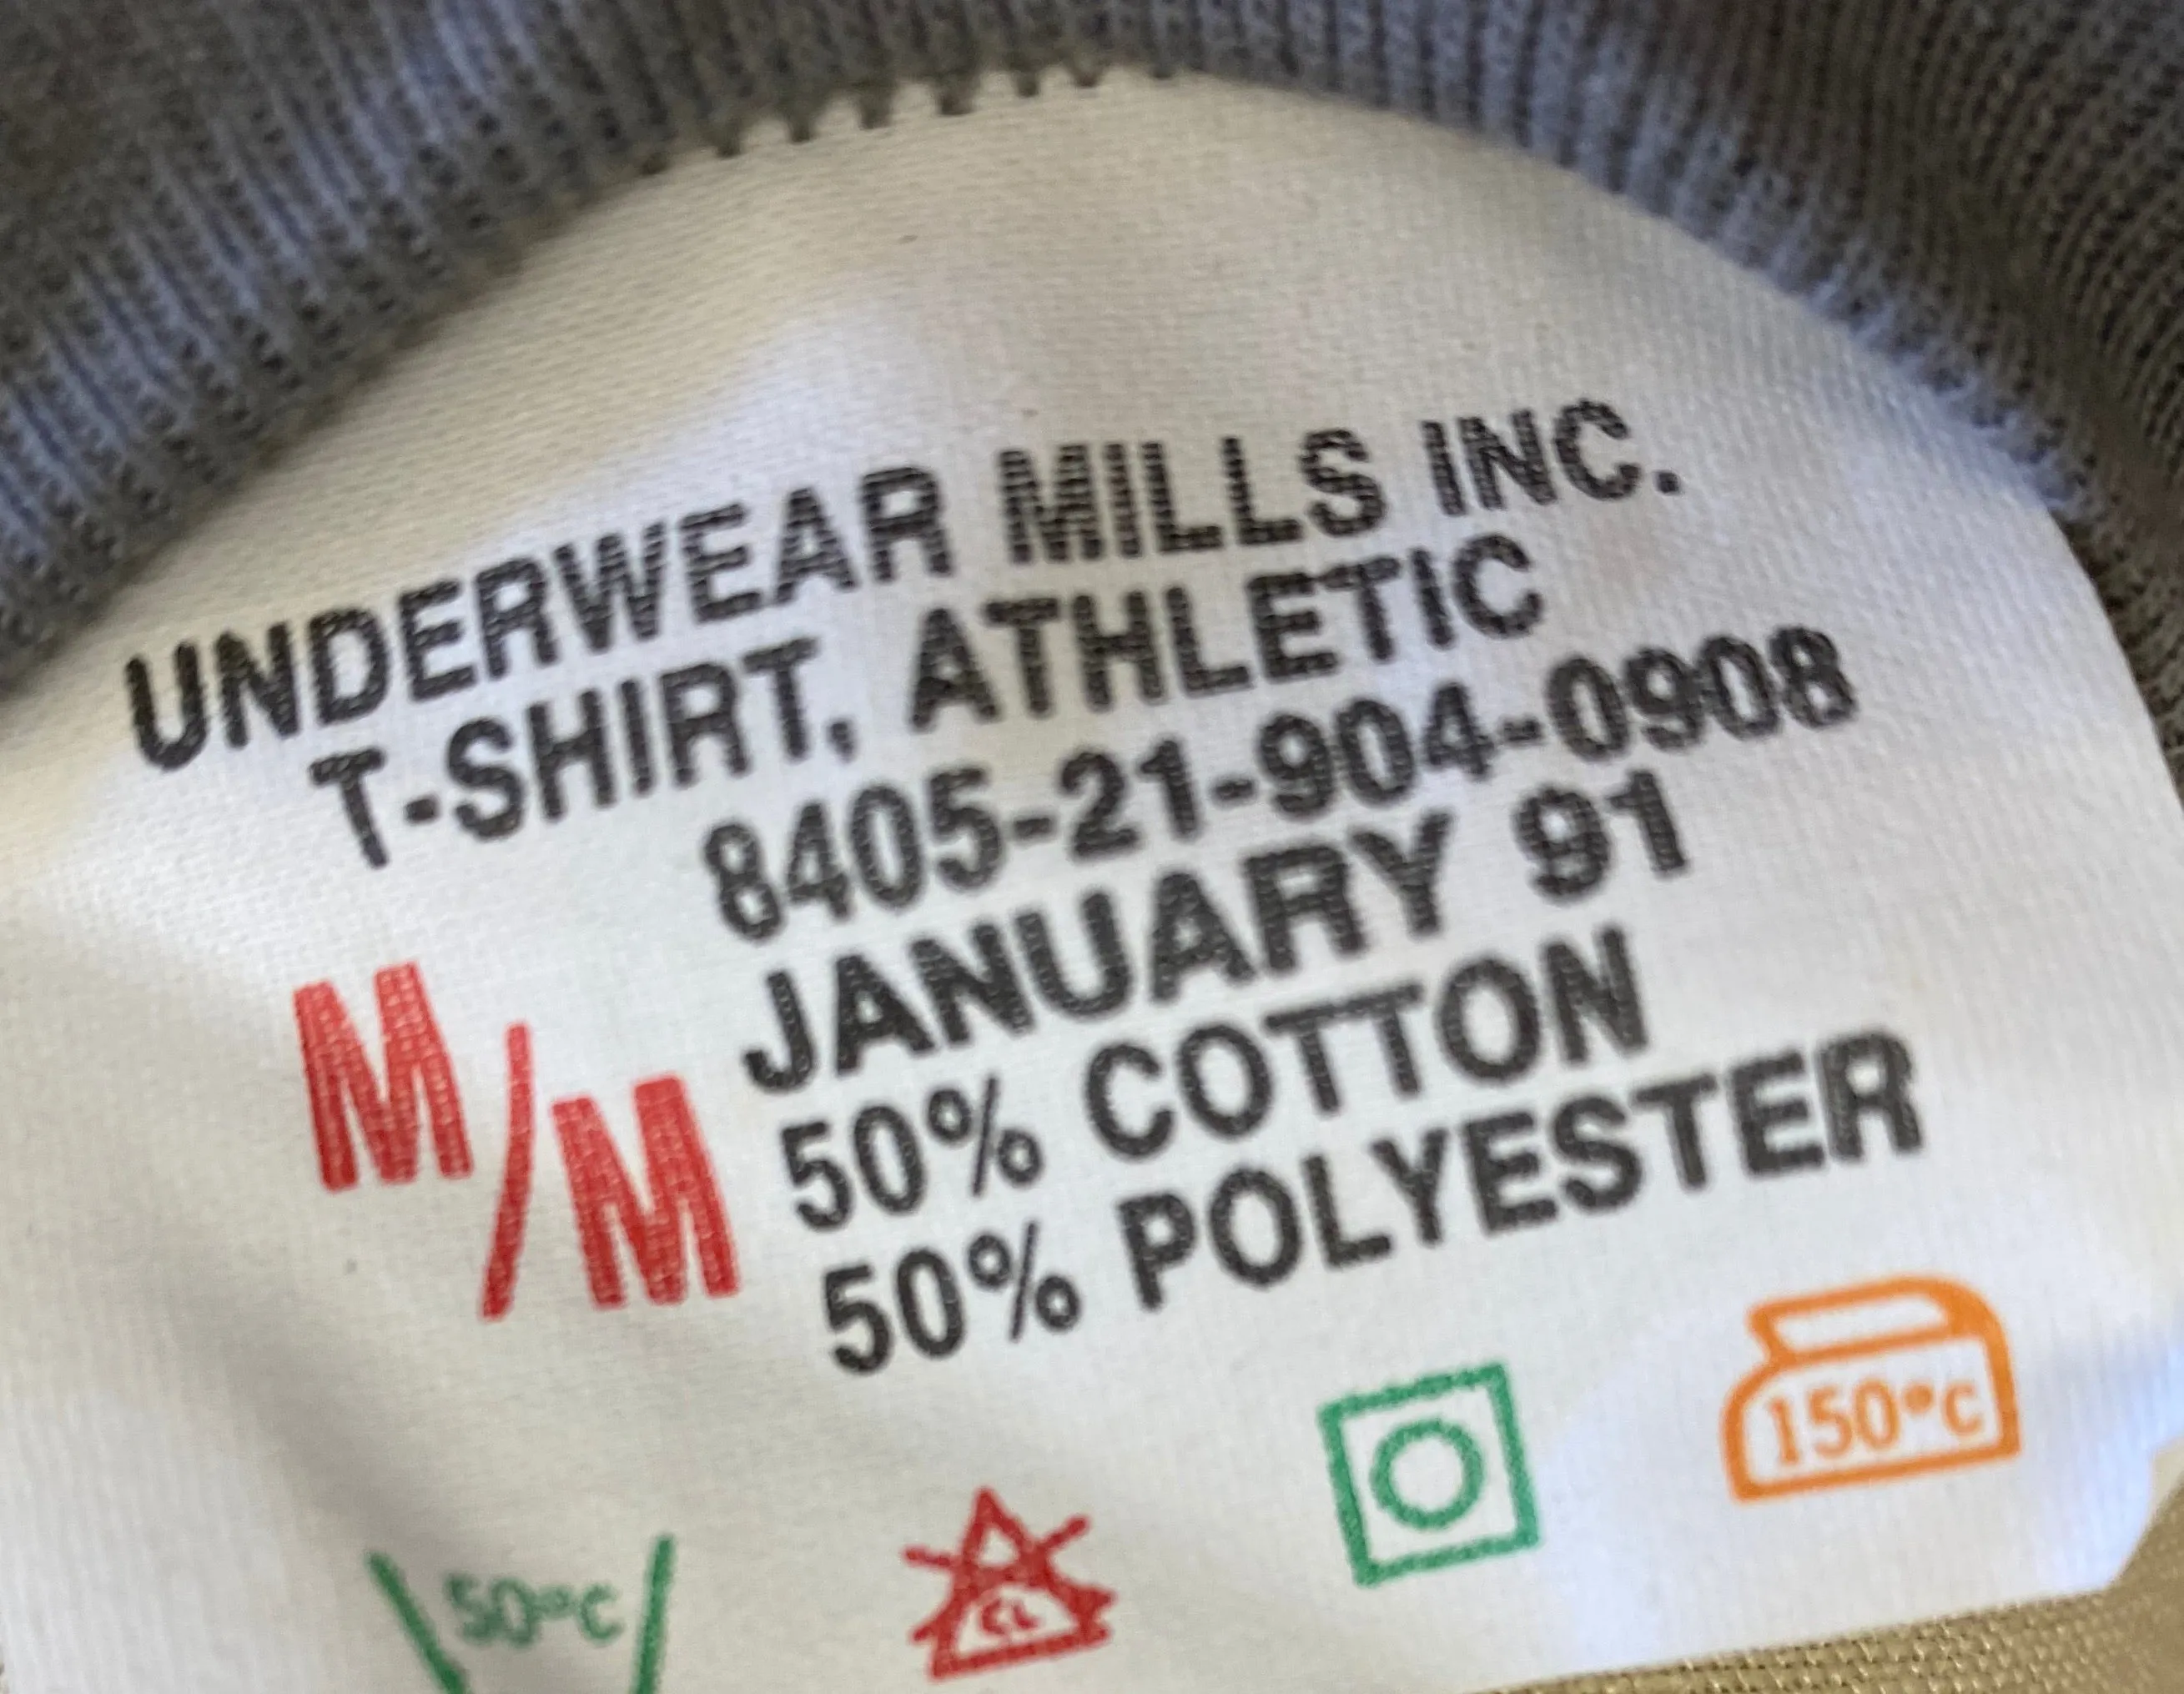 UNDERWEAR MILLS INC.
T-SHIRT, ATHLETIC
8405-21-904-0908
JANUARY 91
M/M
50% COTTON
50% POLYESTER
50°C
CL
150°C